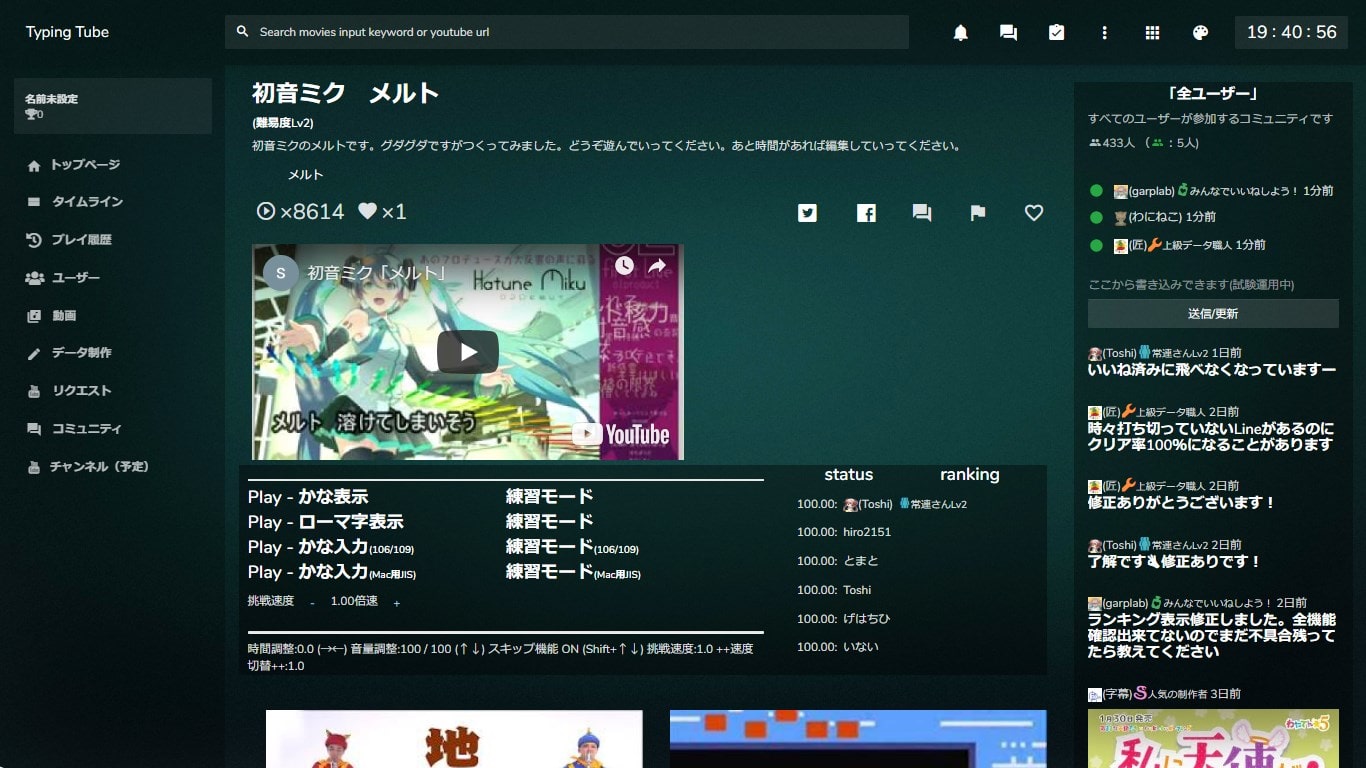 Typing Tube
Search movies input keyword or youtube url
19 : 40 : 56
名前未設定
0
トップページ
タイムライン
プレイ履歴
ユーザー
動画
データ制作
リクエスト
コミュニティ
チャンネル（予定）
初音ミク　メルト
(難易度Lv2)
初音ミクのメルトです。グダグダですがつくってみました。どうぞ遊んでいってください。あと時間があれば編集していってください。
メルト
×8614 ×1
S 初音ミク「メルト」
Hatune Miku
メルト 溶けてしまいそう
YouTube
Play - かな表示 練習モード
Play - ローマ字表示 練習モード
Play - かな入力(106/109) 練習モード(106/109)
Play - かな入力(Mac用JIS) 練習モード(Mac用JIS)
挑戦速度 - 1.00倍速 +
時間調整:0.0 (→←) 音量調整:100 / 100 (↑↓) スキップ機能 ON (Shift+↑↓) 挑戦速度:1.0 ++速度
切替++:1.0
status ranking
100.00: (Toshi) 常連さんLv2
100.00: hiro2151
100.00: とまと
100.00: Toshi
100.00: げはちひ
100.00: いない
地
「全ユーザー」
すべてのユーザーが参加するコミュニティです
433人 （ : 5人)
(garplab) みんなでいいねしよう！ 1分前
(わにねこ) 1分前
(匠) 上級データ職人 1分前
ここから書き込みできます(試験運用中)
送信/更新
(Toshi) 常連さんLv2 1日前
いいね済みに飛べなくなっていますー
(匠) 上級データ職人 2日前
時々打ち切っていないLineがあるのに
クリア率100%になることがあります
(匠) 上級データ職人 2日前
修正ありがとうございます！
(Toshi) 常連さんLv2 2日前
了解です 修正ありです！
(garplab) みんなでいいねしよう！ 2日前
ランキング表示修正しました。全機能
確認出来てないのでまだ不具合残って
たら教えてください
(字幕) S人気の制作者 3日前
1月30日発売
私に天使が